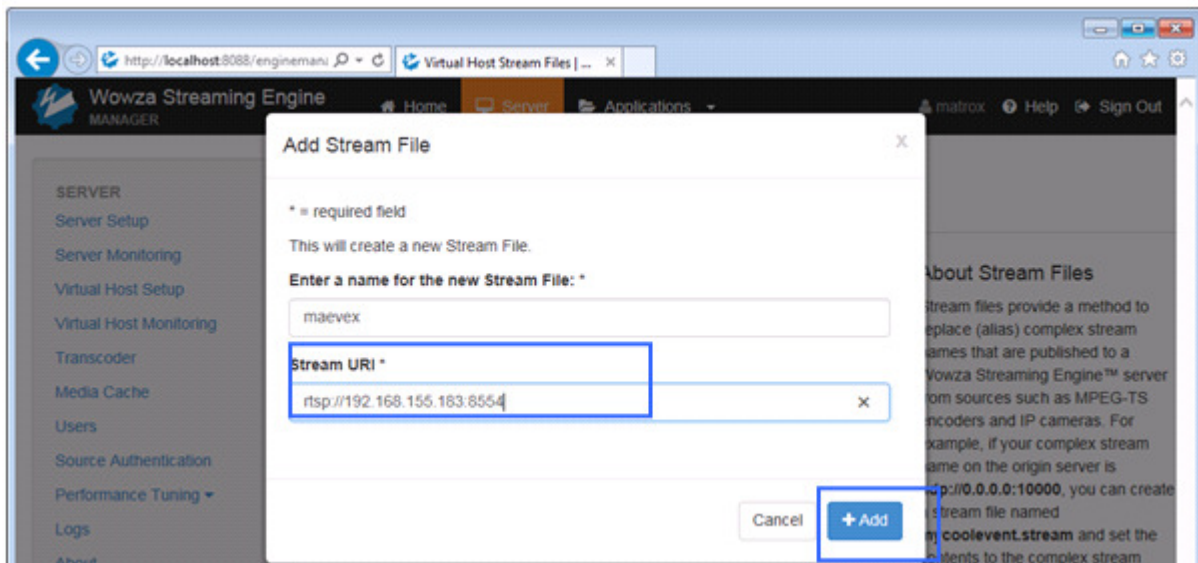 http://localhost:8088/enginemana
Virtual Host Stream Files | ...
Wowza Streaming Engine
MANAGER
Home
Server
Applications
matrox
Help
Sign Out
Add Stream File
x
* = required field
This will create a new Stream File.
Enter a name for the new Stream File: *
maevex
Stream URI *
rtsp://192.168.155.183:8554
Cancel
+ Add
SERVER
Server Setup
Server Monitoring
Virtual Host Setup
Virtual Host Monitoring
Transcoder
Media Cache
Users
Source Authentication
Performance Tuning
Logs
About
About Stream Files
Stream files provide a method to
replace (alias) complex stream
names that are published to a
Wowza Streaming Engine™ server
from sources such as MPEG-TS
encoders and IP cameras. For
example, if your complex stream
name on the origin server is
udp://0.0.0.0:10000, you can create
a stream file named
mycoolevent.stream and set the
contents to the complex stream